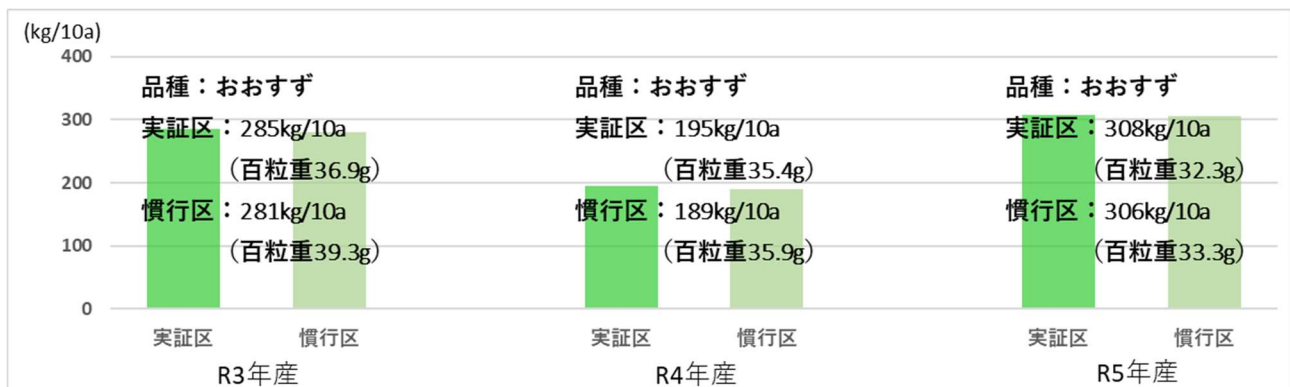 (kg/10a)
400
300
200
100
0
品種：おおすず
実証区：285kg/10a
（百粒重36.9g）
慣行区：281kg/10a
（百粒重39.3g）
品種：おおすず
実証区：195kg/10a
（百粒重35.4g）
慣行区：189kg/10a
（百粒重35.9g）
品種：おおすず
実証区：308kg/10a
（百粒重32.3g）
慣行区：306kg/10a
（百粒重33.3g）
実証区
慣行区
実証区
慣行区
実証区
慣行区
R3年産
R4年産
R5年産